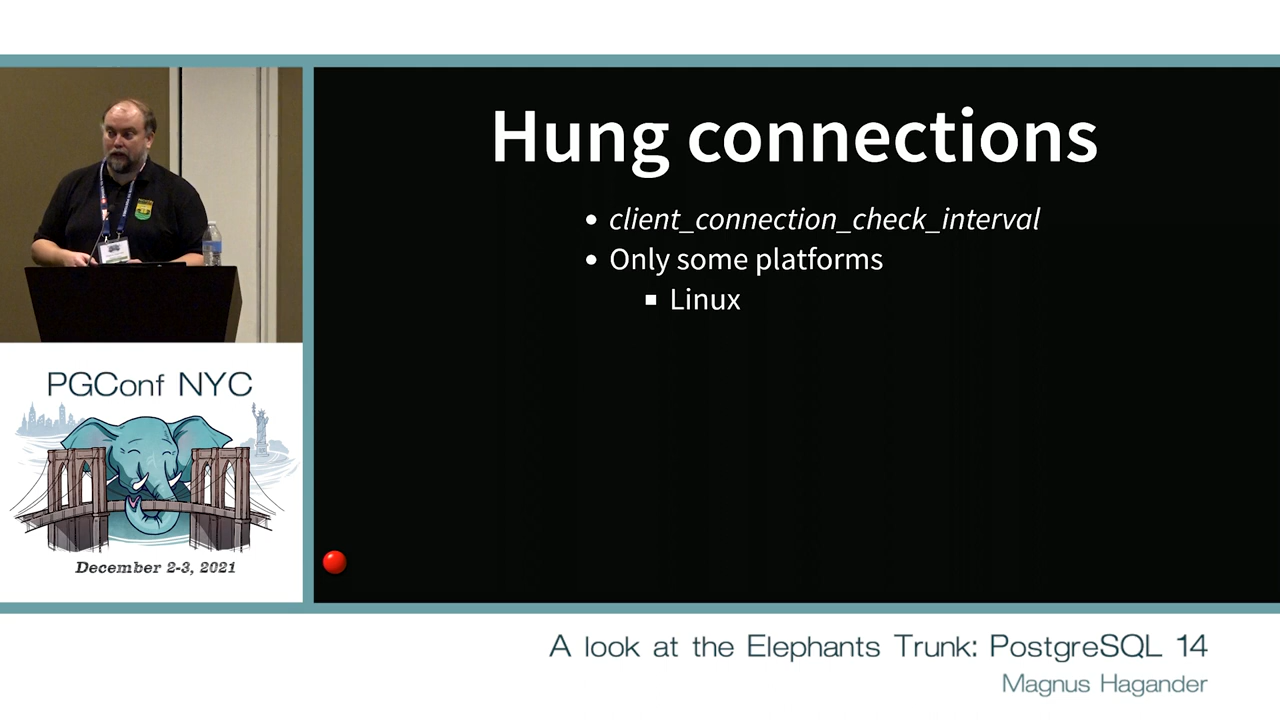 Hung connections
client_connection_check_interval
Only some platforms
Linux
PGConf NYC
December 2-3, 2021
A look at the Elephants Trunk: PostgreSQL 14
Magnus Hagander